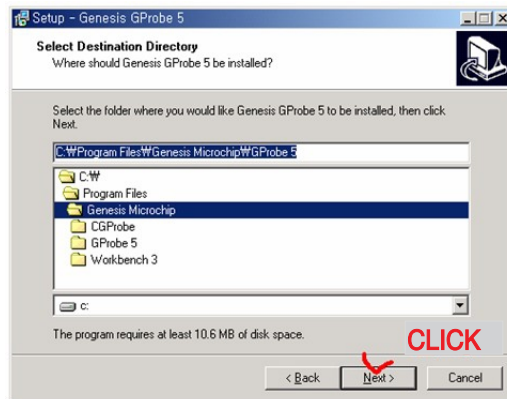 Setup - Genesis GProbe 5
Select Destination Directory
Where should Genesis GProbe 5 be installed?
Select the folder where you would like Genesis GProbe 5 to be installed, then click
Next.
C:₩Program Files₩Genesis Microchip₩GProbe 5
C:₩
Program Files
Genesis Microchip
CGProbe
GProbe 5
Workbench 3
c:
The program requires at least 10.6 MB of disk space.
CLICK
< Back Next > Cancel